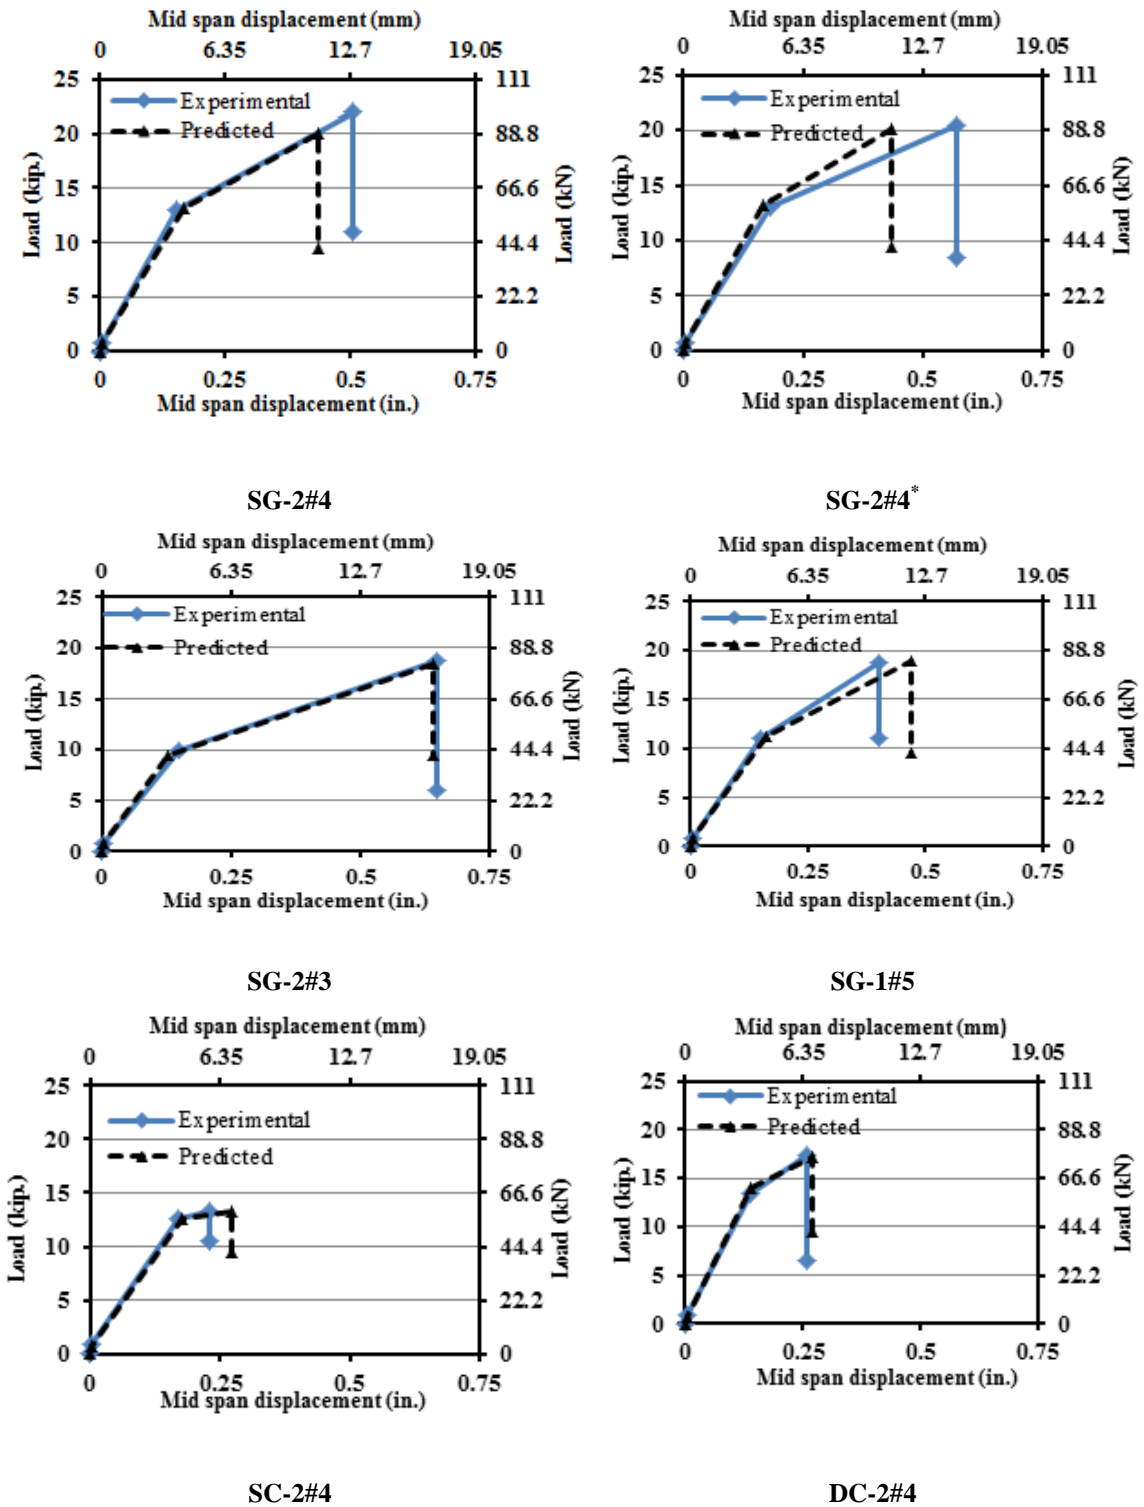 Mid span displacement (mm)
0 6.35 12.7 19.05
25 111
Experimental
Predicted
20 88.8
15 66.6
10 44.4
5 22.2
0 0
Load (kip.)
Load (kN)
0 0.25 0.5 0.75
Mid span displacement (in.)
SG-2#4
Mid span displacement (mm)
0 6.35 12.7 19.05
25 111
Experimental
Predicted
20 88.8
15 66.6
10 44.4
5 22.2
0 0
Load (kip.)
Load (kN)
0 0.25 0.5 0.75
Mid span displacement (in.)
SG-2#4*
Mid span displacement (mm)
0 6.35 12.7 19.05
25 111
Experimental
Predicted
20 88.8
15 66.6
10 44.4
5 22.2
0 0
Load (kip.)
Load (kN)
0 0.25 0.5 0.75
Mid span displacement (in.)
SG-2#3
Mid span displacement (mm)
0 6.35 12.7 19.05
25 111
Experimental
Predicted
20 88.8
15 66.6
10 44.4
5 22.2
0 0
Load (kip.)
Load (kN)
0 0.25 0.5 0.75
Mid span displacement (in.)
SG-1#5
Mid span displacement (mm)
0 6.35 12.7 19.05
25 111
Experimental
Predicted
20 88.8
15 66.6
10 44.4
5 22.2
0 0
Load (kip.)
Load (kN)
0 0.25 0.5 0.75
Mid span displacement (in.)
SC-2#4
Mid span displacement (mm)
0 6.35 12.7 19.05
25 111
Experimental
Predicted
20 88.8
15 66.6
10 44.4
5 22.2
0 0
Load (kip.)
Load (kN)
0 0.25 0.5 0.75
Mid span displacement (in.)
DC-2#4